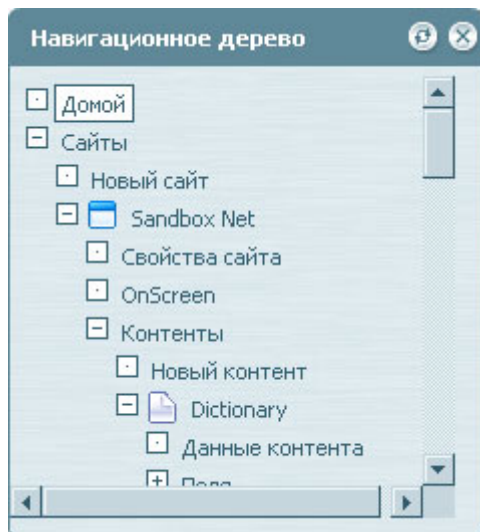 Навигационное дерево
Домой
Сайты
Новый сайт
Sandbox Net
Свойства сайта
OnScreen
Контенты
Новый контент
Dictionary
Данные контента